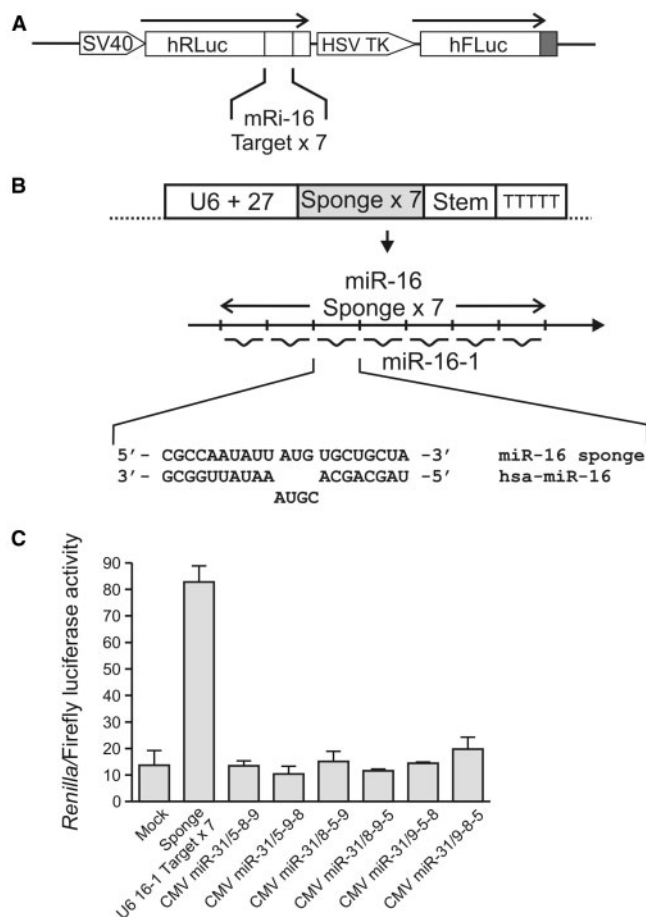 A
SV40 hRLuc HSV TK hFLuc
mRi-16
Target x 7
B
U6 + 27 Sponge x 7 Stem TTTTT
miR-16
Sponge x 7
miR-16-1
5′- CGCCAAUAUU AUG UGCUGCUA -3′ miR-16 sponge
3′- GCGGUUAUAA ACGACGAU -5′ hsa-miR-16
AUGC
C
Renilla/Firefly luciferase activity
90
80
70
60
50
40
30
20
10
0
Mock
Sponge
U6 16-1 Target x 7
CMV miR-31/5-8-9
CMV miR-31/5-9-8
CMV miR-31/8-5-9
CMV miR-31/8-9-5
CMV miR-31/9-5-8
CMV miR-31/9-8-5